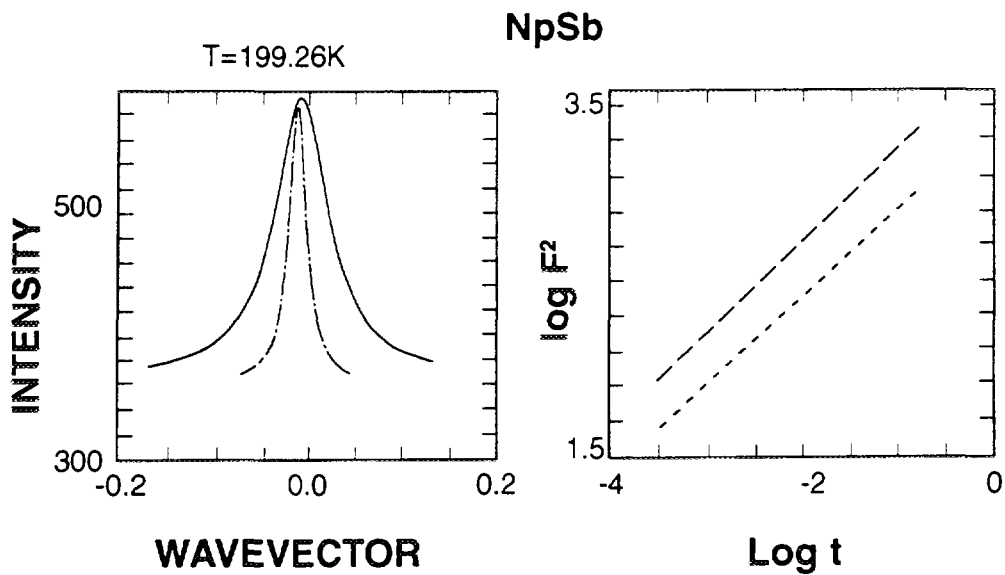 NpSb
T=199.26K
INTENSITY
500
300
-0.2
0.0
0.2
WAVEVECTOR
log F²
3.5
1.5
-4
-2
0
Log t